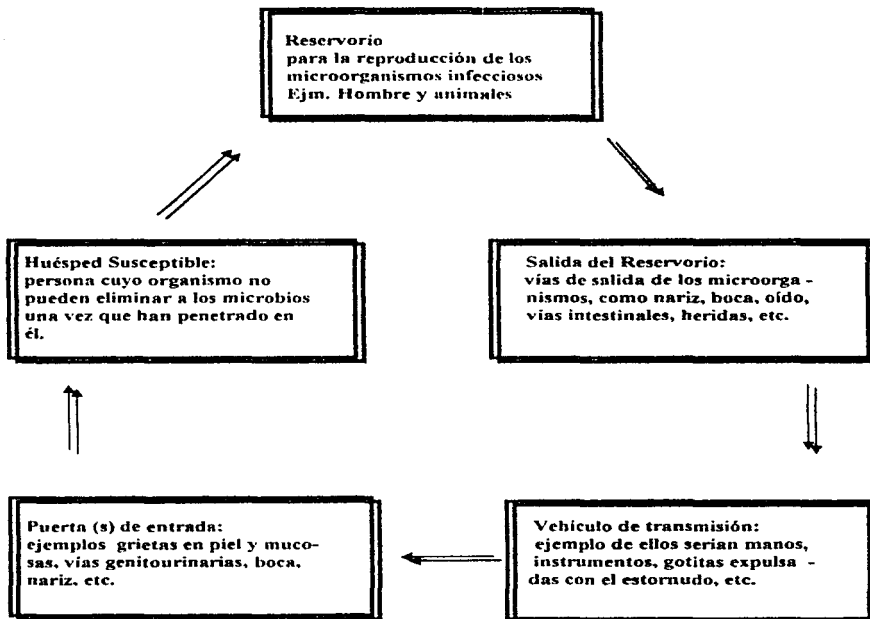 Reservorio
para la reproducción de los
microorganismos infecciosos
Ejm. Hombre y animales
Salida del Reservorio:
vías de salida de los microorga -
nismos, como nariz, boca, oído,
vías intestinales, heridas, etc.
Vehículo de transmisión:
ejemplo de ellos serian manos,
instrumentos, gotitas expulsa -
das con el estornudo, etc.
Puerta (s) de entrada:
ejemplos grietas en piel y muco-
sas, vías genitourinarias, boca,
nariz, etc.
Huésped Susceptible:
persona cuyo organismo no
pueden eliminar a los microbios
una vez que han penetrado en
él.